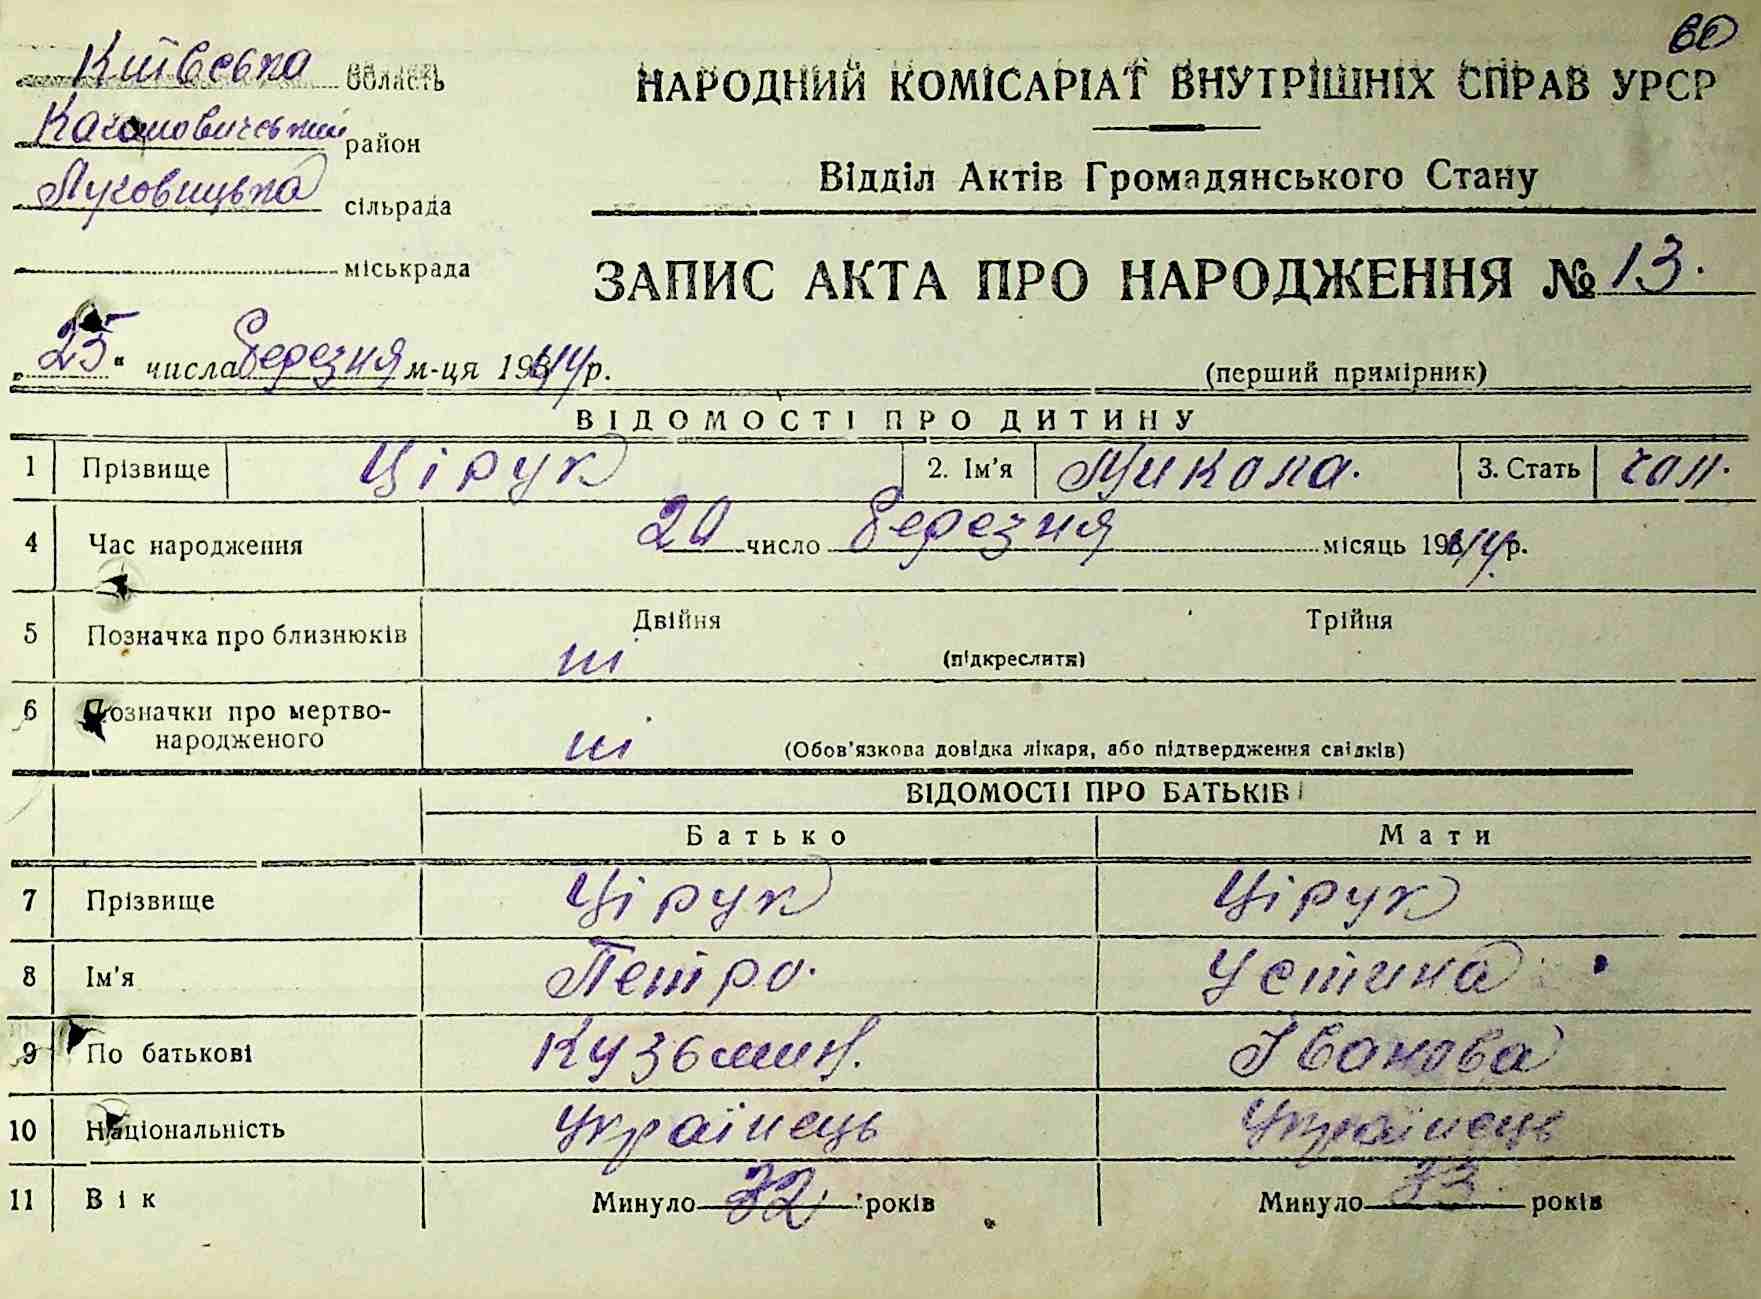 60
Київська область
НАРОДНИЙ КОМІСАРІАТ ВНУТРІШНІХ СПРАВ УРСР
Кагановичський район
Відділ Актів Громадянського Стану
Луковицька сільрада
міськрада
ЗАПИС АКТА ПРО НАРОДЖЕННЯ № 13.
„25“ числа Березня м-ця 1944р.
(перший примірник)
ВІДОМОСТІ ПРО ДИТИНУ
1 Прізвище Цірук 2. Ім'я Микола. 3. Стать чол.
4 Час народження 20 число Березня місяць 1944р.
5 Позначка про близнюків Двійня Трійня
ні (підкреслити)
6 Позначки про мертво-
народженого ні (Обов'язкова довідка лікаря, або підтвердження свідків)
ВІДОМОСТІ ПРО БАТЬКІВ
Батько Мати
7 Прізвище Цірук Цірук
8 Ім'я Петро. Устина
9 По батькові Кузьмин. Іванова
10 Національність Українець Українець
11 Вік Минуло 32 років Минуло 33 років